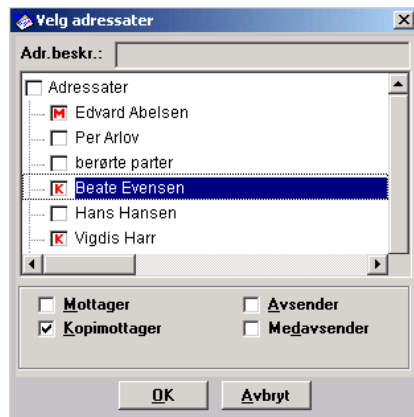 Velg adressater
Adr.beskr.:
Adressater
M Edvard Abelsen
Per Arlov
berørte parter
K Beate Evensen
Hans Hansen
K Vigdis Harr
Mottager Avsender
Kopimottager Medavsender
OK Avbryt